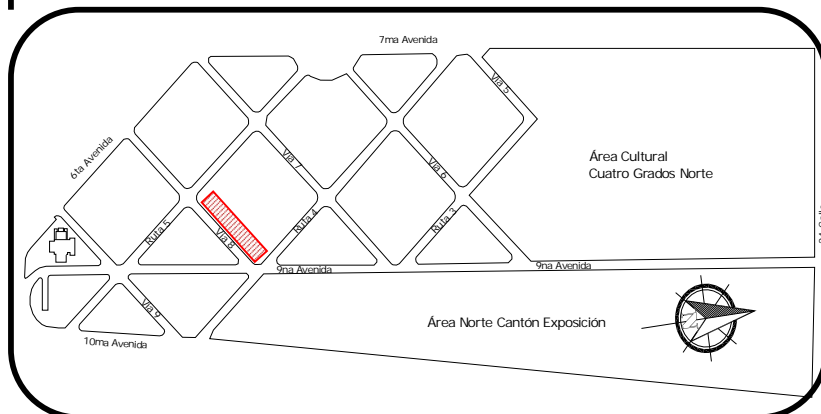 7ma Avenida
Vía 5
6ta Avenida
Vía 7
Vía 6
Área Cultural
Cuatro Grados Norte
Ruta 5
Vía 8
Ruta 4
Ruta 3
9na Avenida
9na Avenida
Vía 9
10ma Avenida
Área Norte Cantón Exposición